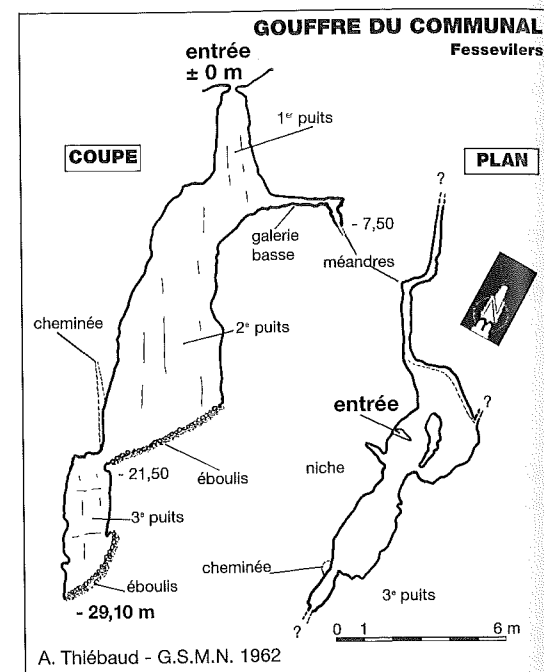 GOUFFRE DU COMMUNAL
Fessevilers
entrée
± 0 m
1er puits
COUPE
PLAN
?
- 7,50
galerie
basse
méandres
cheminée
2e puits
?
entrée
niche
- 21,50
éboulis
3e puits
cheminée
éboulis
3e puits
- 29,10 m
?
0 1 6 m
A. Thiébaud - G.S.M.N. 1962